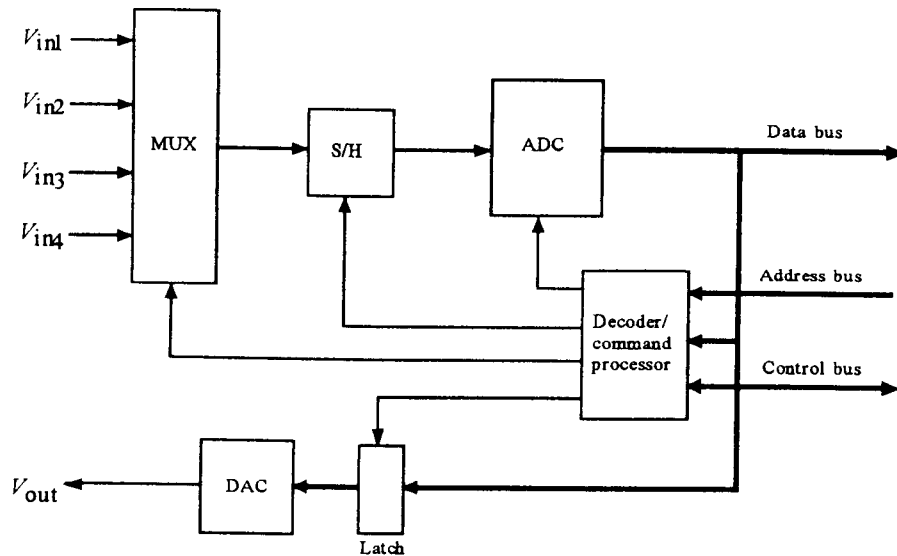 Vin1
Vin2
Vin3
Vin4
MUX
S/H
ADC
Data bus
Address bus
Decoder/
command
processor
Control bus
Vout
DAC
Latch